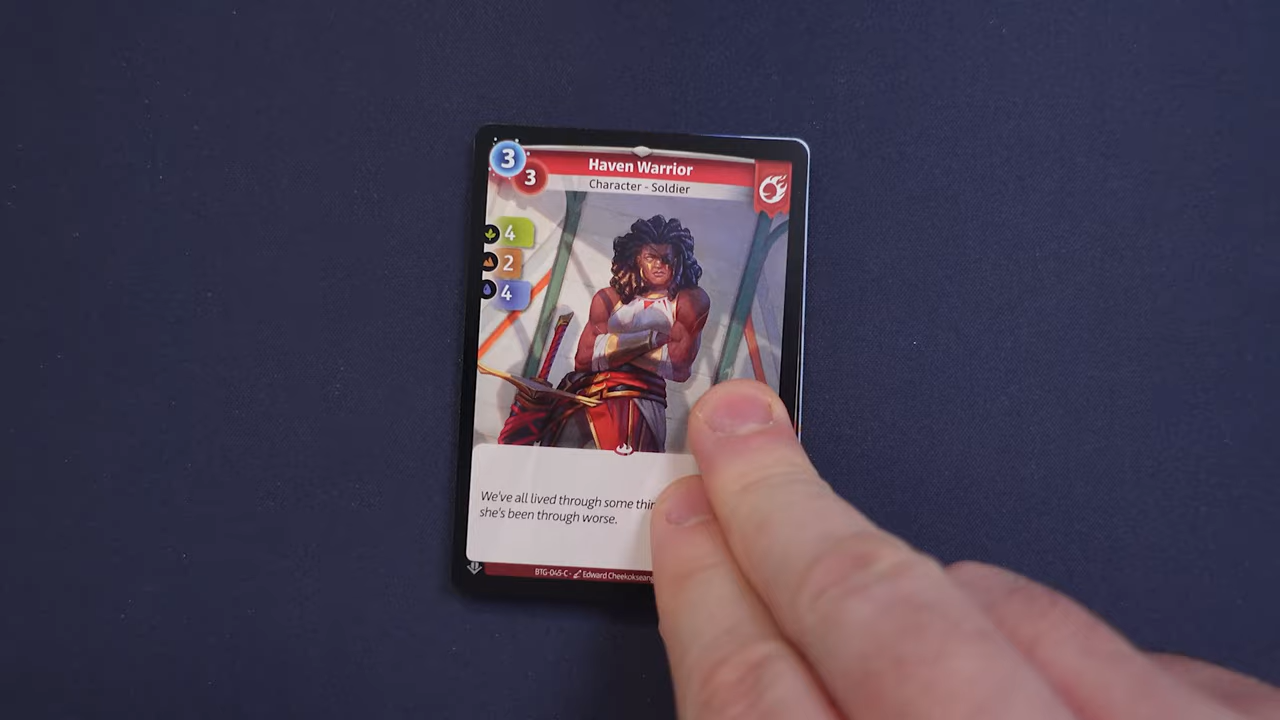 3
Haven Warrior
3
Character - Soldier
4
2
4
We've all lived through some
she's been through worse.
BTG-045-C - Edward Cheekokseang